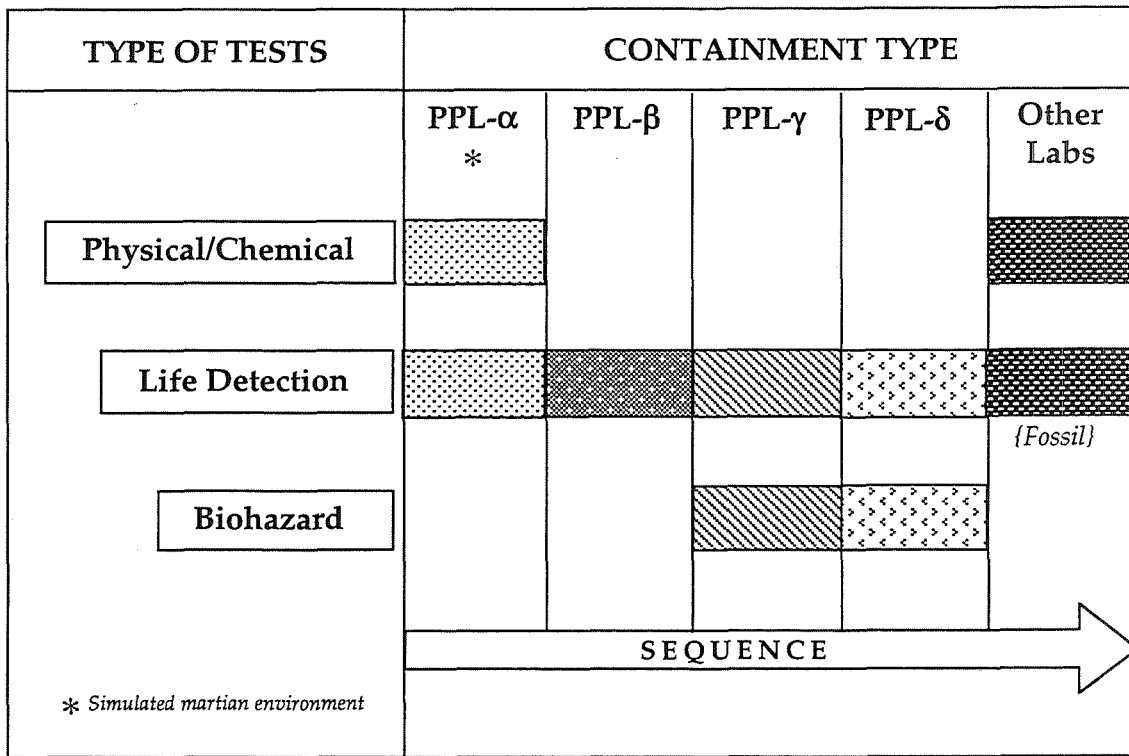 TYPE OF TESTS
CONTAINMENT TYPE
PPL-α
*
PPL-β
PPL-γ
PPL-δ
Other
Labs
Physical/Chemical
Life Detection
{Fossil}
Biohazard
SEQUENCE
* Simulated martian environment